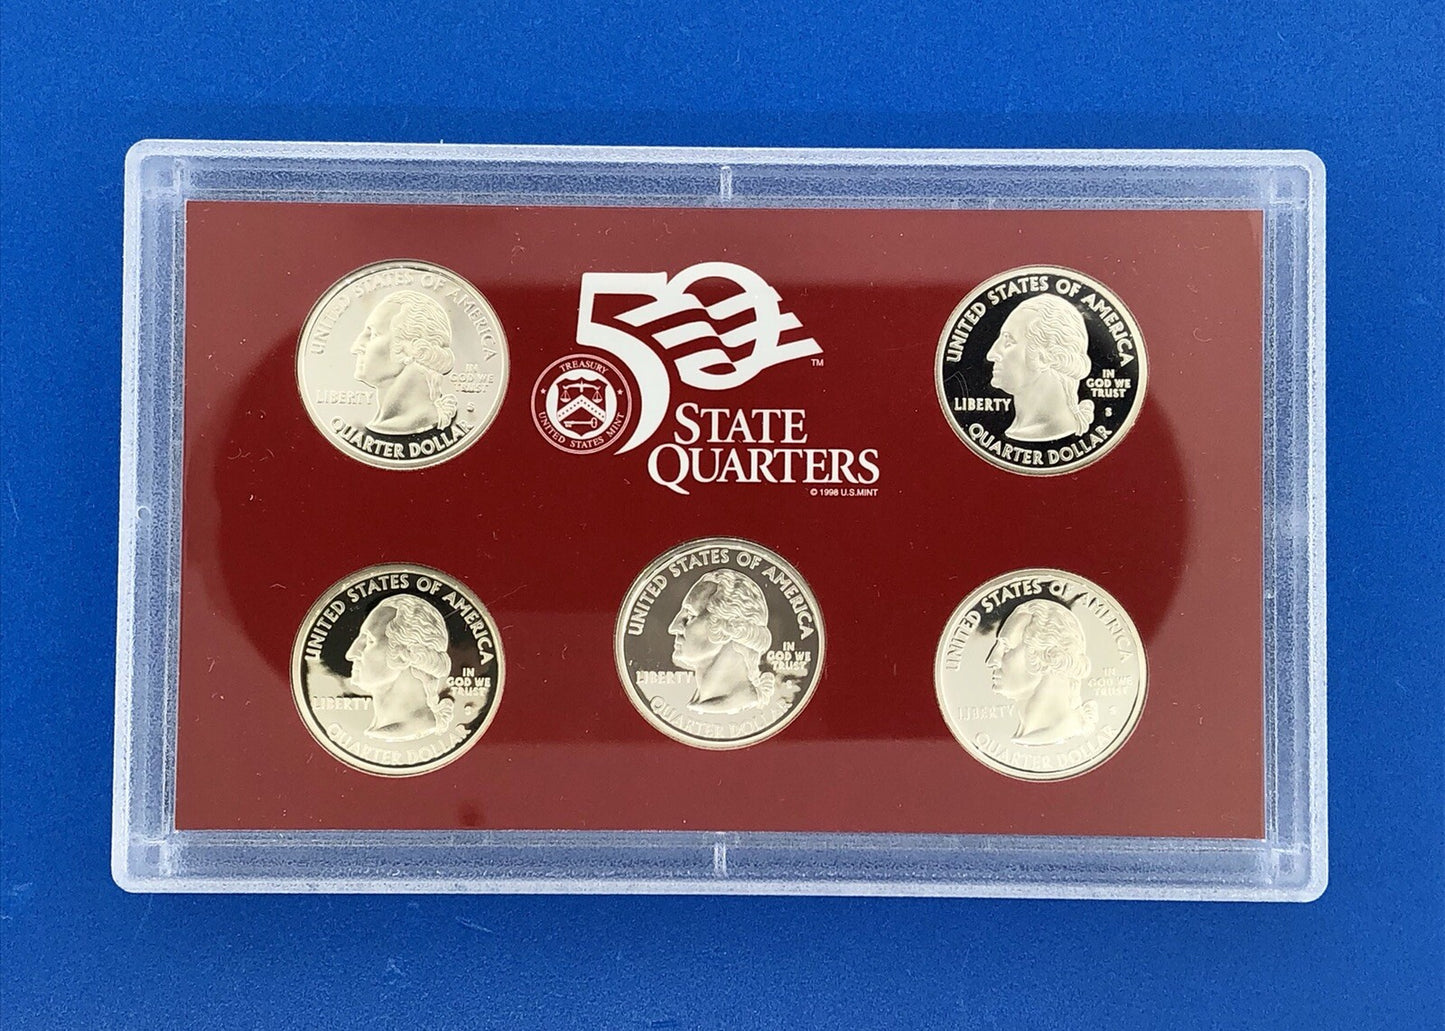 UNITED STATES OF AMERICA
LIBERTY
IN
GOD WE
TRUST
S
QUARTER DOLLAR
50
TM
TREASURY
UNITED STATES MINT
STATE
QUARTERS
© 1998 U.S.MINT
UNITED STATES OF AMERICA
LIBERTY
IN
GOD WE
TRUST
S
QUARTER DOLLAR
UNITED STATES OF AMERICA
LIBERTY
IN
GOD WE
TRUST
S
QUARTER DOLLAR
UNITED STATES OF AMERICA
LIBERTY
IN
GOD WE
TRUST
QUARTER DOLLAR
UNITED STATES OF AMERICA
LIBERTY
IN
GOD WE
TRUST
S
QUARTER DOLLAR